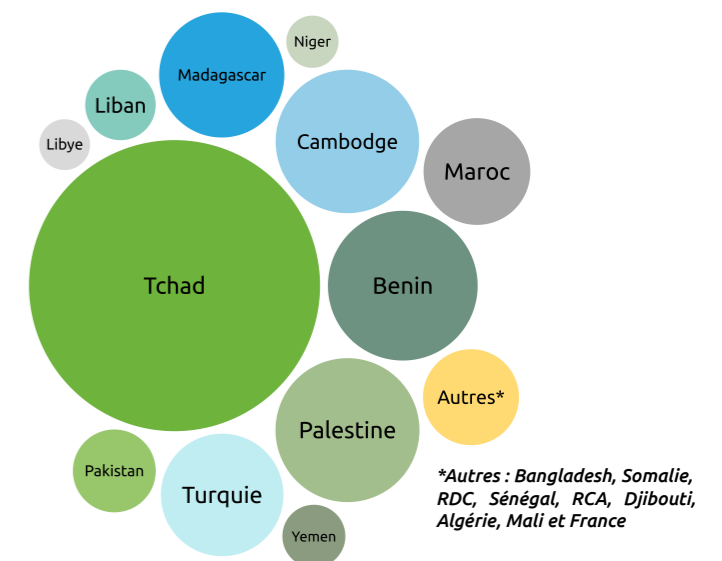 Niger
Madagascar
Liban
Cambodge
Libye
Maroc
Tchad
Benin
Autres*
Palestine
Pakistan
Turquie
*Autres : Bangladesh, Somalie,
RDC, Sénégal, RCA, Djibouti,
Algérie, Mali et France
Yemen